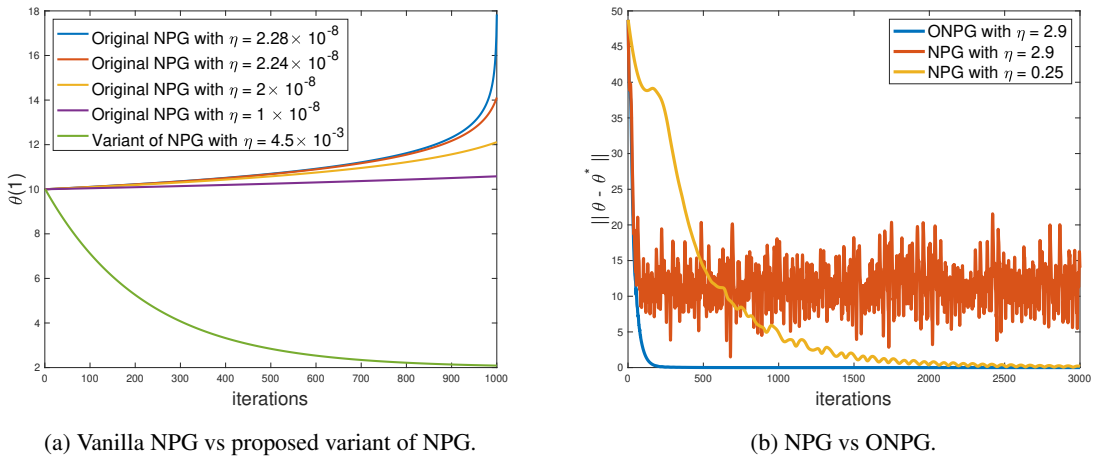 18
16
14
12
10
8
6
4
2
θ(1)
Original NPG with η = 2.28× 10⁻⁸
Original NPG with η = 2.24× 10⁻⁸
Original NPG with η = 2× 10⁻⁸
Original NPG with η = 1 × 10⁻⁸
Variant of NPG with η = 4.5× 10⁻³
0 100 200 300 400 500 600 700 800 900 1000
iterations
(a) Vanilla NPG vs proposed variant of NPG.
50
45
40
35
30
25
20
15
10
5
0
|| θ - θ* ||
ONPG with η = 2.9
NPG with η = 2.9
NPG with η = 0.25
0 500 1000 1500 2000 2500 3000
iterations
(b) NPG vs ONPG.